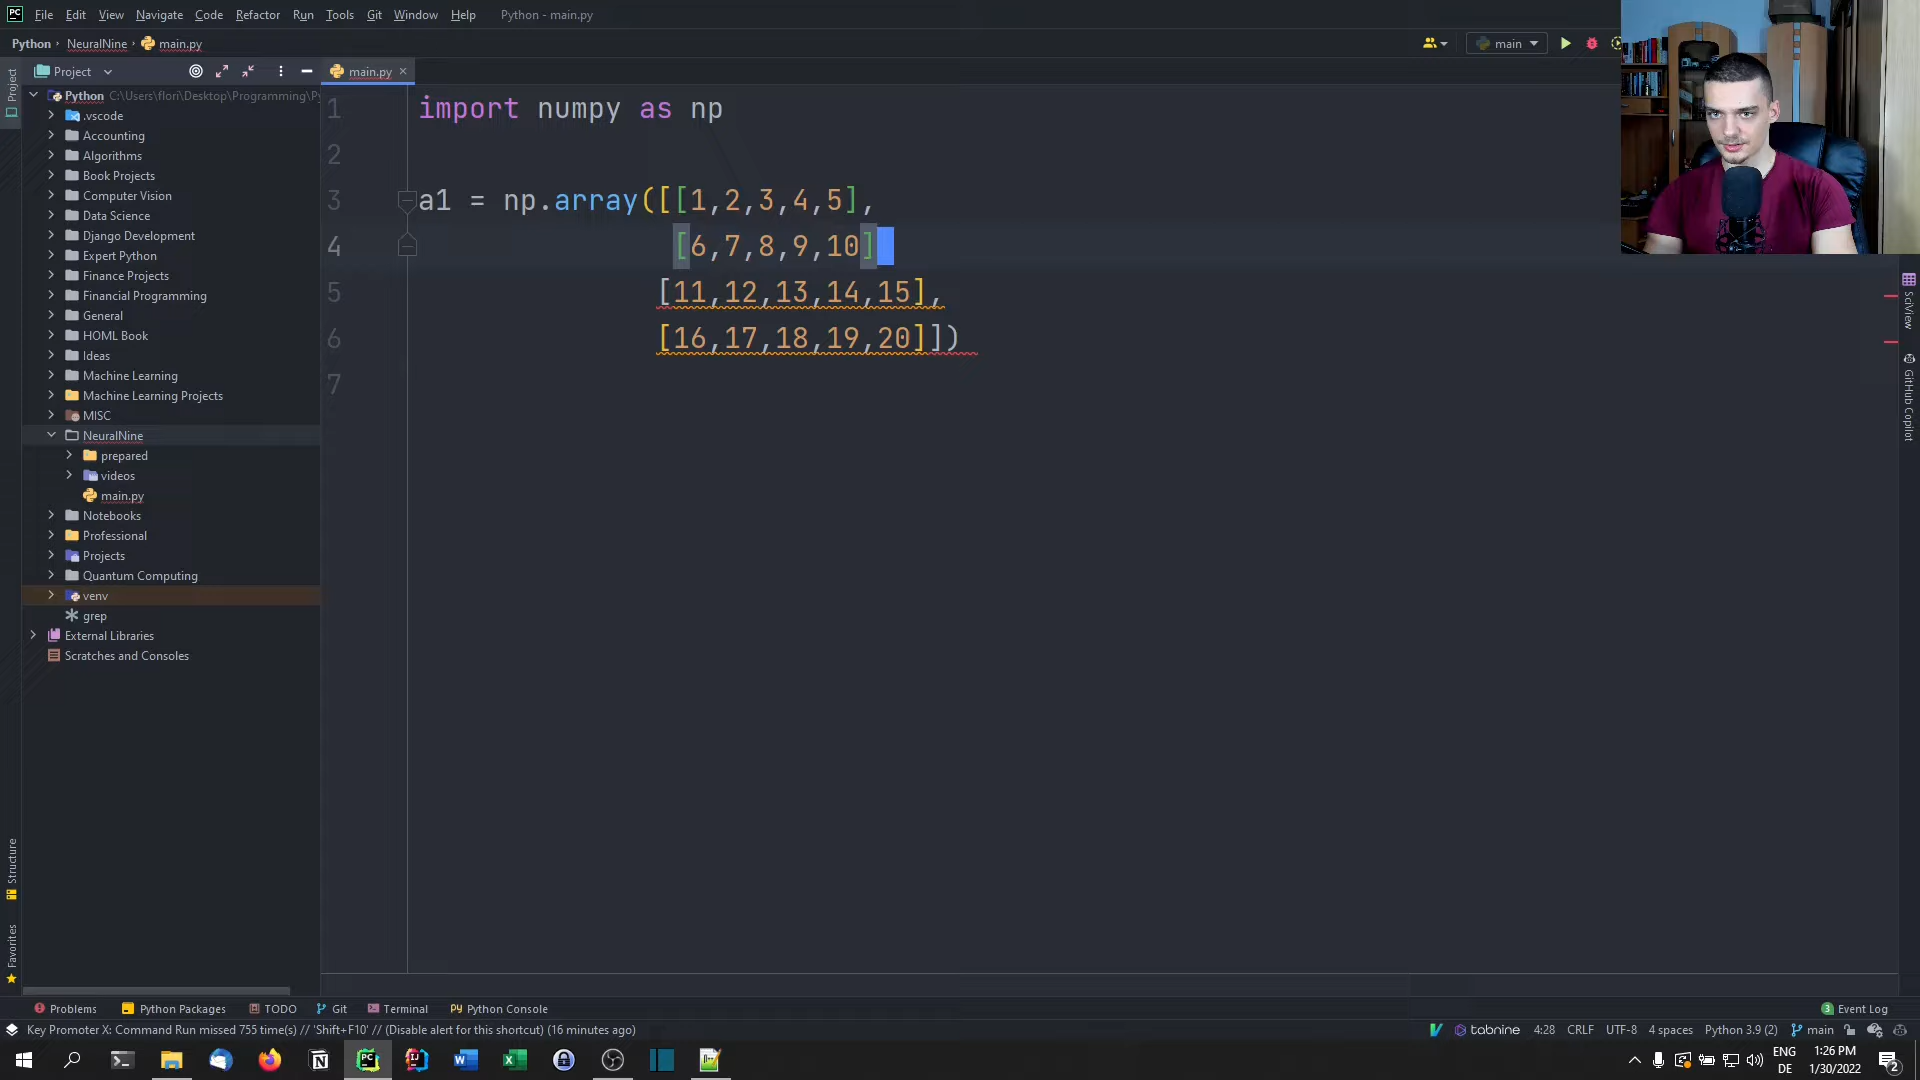 File Edit View Navigate Code Refactor Run Tools Git Window Help Python - main.py
Python NeuralNine main.py main
Project main.py
Project
Python C:\Users\flori\Desktop\Programming\Py
.vscode
Accounting
Algorithms
Book Projects
Computer Vision
Data Science
Django Development
Expert Python
Finance Projects
Financial Programming
General
HOML Book
Ideas
Machine Learning
Machine Learning Projects
MISC
NeuralNine
prepared
videos
main.py
Notebooks
Professional
Projects
Quantum Computing
venv
grep
External Libraries
Scratches and Consoles
Structure
Favorites
1 import numpy as np
2
3 a1 = np.array([[1,2,3,4,5],
4 [6,7,8,9,10]
5 [11,12,13,14,15],
6 [16,17,18,19,20]])
7
SciView
GitHub Copilot
Problems Python Packages TODO Git Terminal Python Console 3 Event Log
Key Promoter X: Command Run missed 755 time(s) // 'Shift+F10' // (Disable alert for this shortcut) (16 minutes ago) tabnine 4:28 CRLF UTF-8 4 spaces Python 3.9 (2) main
ENG 1:26 PM
DE 1/30/2022 2